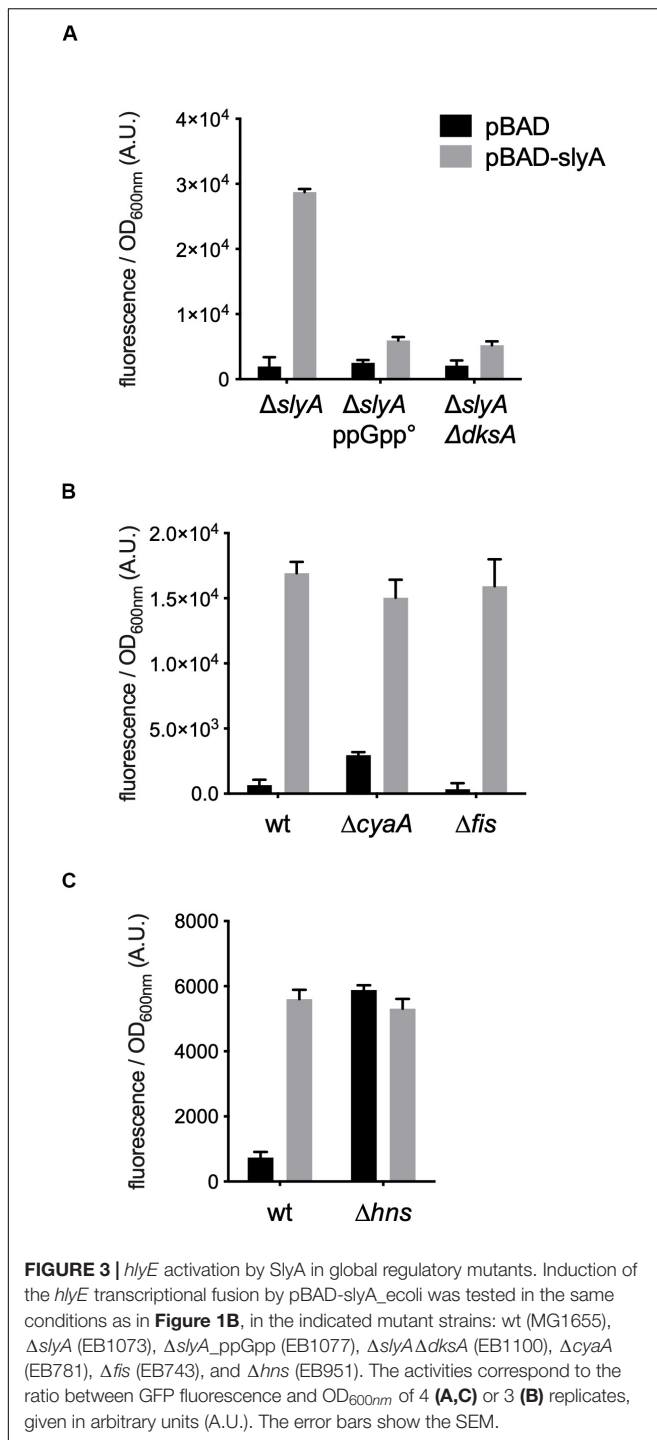 A
fluorescence / OD600nm (A.U.)
4×10⁴
3×10⁴
2×10⁴
1×10⁴
0
pBAD
pBAD-slyA
ΔslyA
ΔslyA
ppGpp°
ΔslyA
ΔdksA
B
fluorescence / OD600nm (A.U.)
2.0×10⁴
1.5×10⁴
1.0×10⁴
5.0×10³
0.0
wt
ΔcyaA
Δfis
C
fluorescence / OD600nm (A.U.)
8000
6000
4000
2000
0
wt
Δhns
FIGURE 3 | hlyE activation by SlyA in global regulatory mutants. Induction of
the hlyE transcriptional fusion by pBAD-slyA_ecoli was tested in the same
conditions as in Figure 1B, in the indicated mutant strains: wt (MG1655),
ΔslyA (EB1073), ΔslyA_ppGpp (EB1077), ΔslyAΔdksA (EB1100), ΔcyaA
(EB781), Δfis (EB743), and Δhns (EB951). The activities correspond to the
ratio between GFP fluorescence and OD600nm of 4 (A,C) or 3 (B) replicates,
given in arbitrary units (A.U.). The error bars show the SEM.